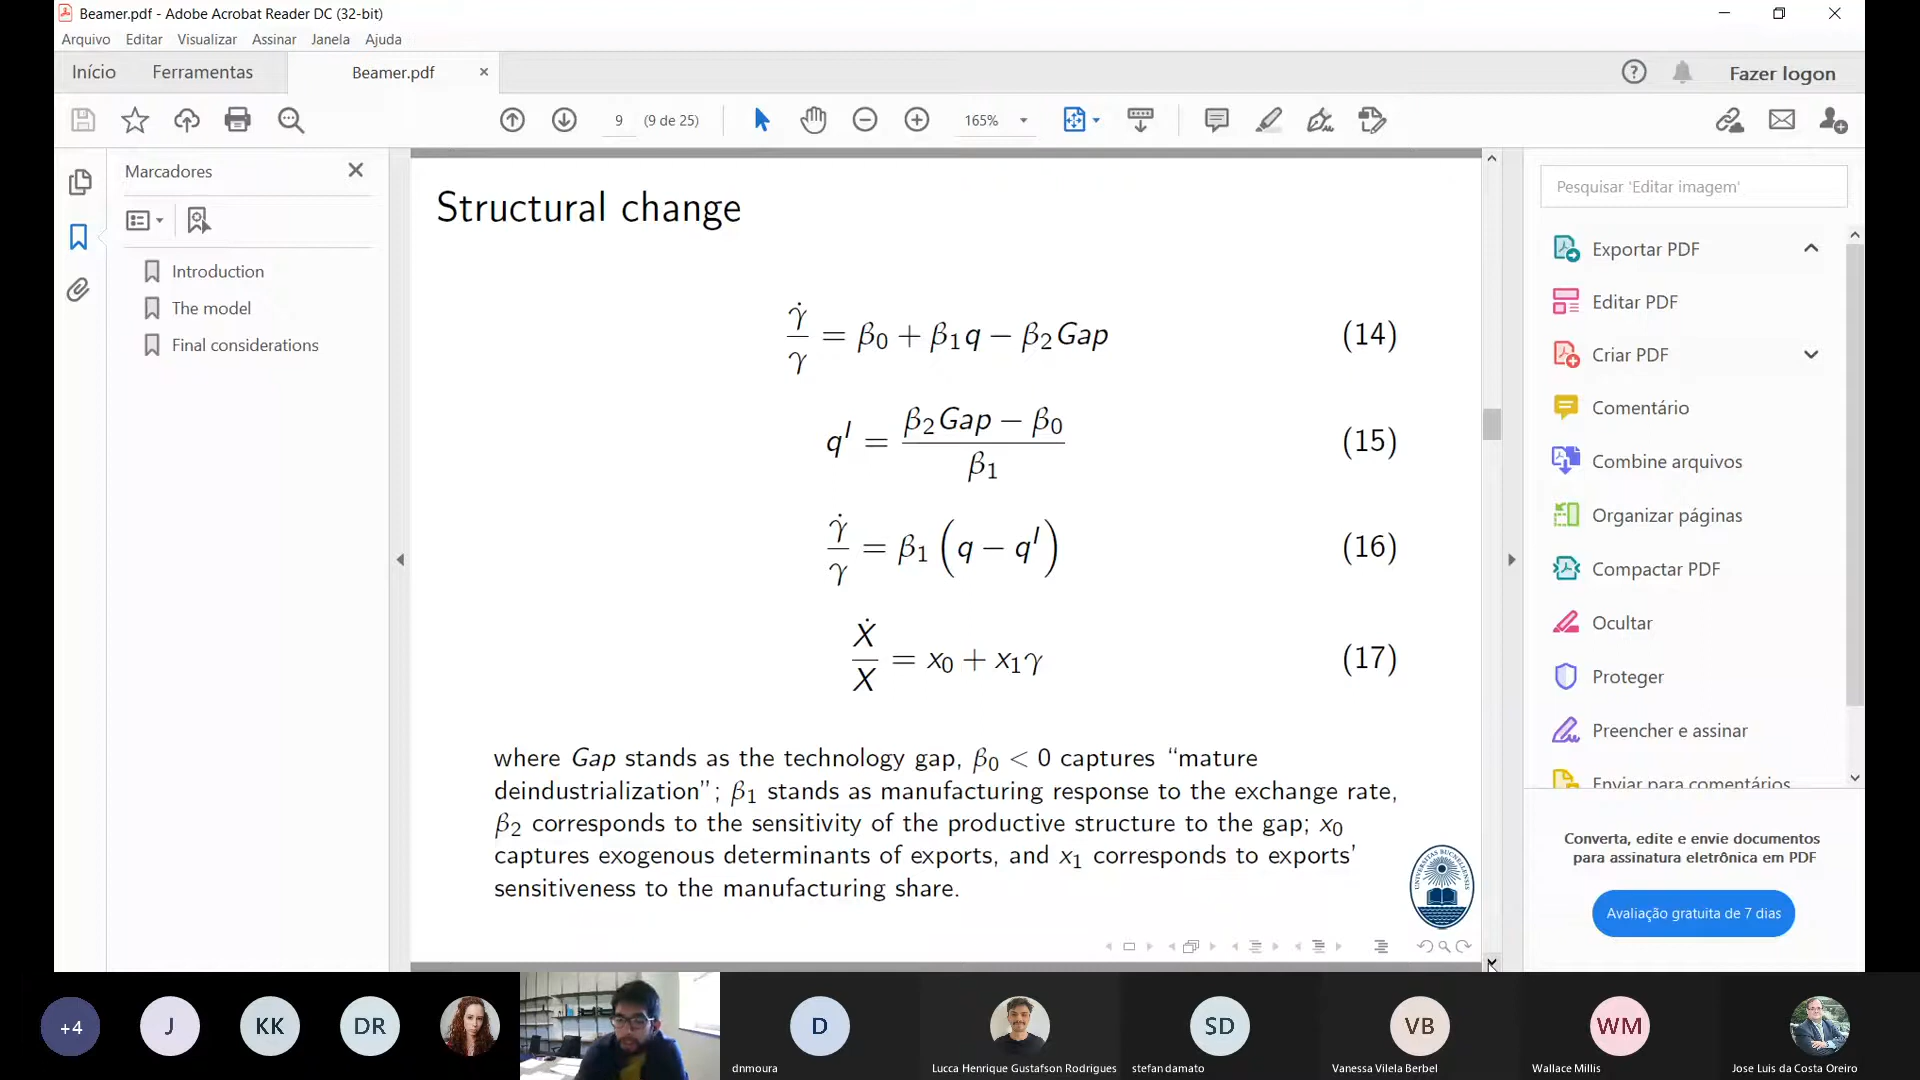 Beamer.pdf - Adobe Acrobat Reader DC (32-bit)
Arquivo Editar Visualizar Assinar Janela Ajuda
Início Ferramentas Beamer.pdf Fazer logon
9 (9 de 25) 165%
Marcadores
Introduction
The model
Final considerations
Structural change
γ̇/γ = β₀ + β₁q − β₂Gap (14)
qᴵ = (β₂Gap − β₀)/β₁ (15)
γ̇/γ = β₁ (q − qᴵ) (16)
Ẋ/X = x₀ + x₁γ (17)
where Gap stands as the technology gap, β₀ < 0 captures “mature
deindustrialization”; β₁ stands as manufacturing response to the exchange rate,
β₂ corresponds to the sensitivity of the productive structure to the gap; x₀
captures exogenous determinants of exports, and x₁ corresponds to exports’
sensitiveness to the manufacturing share.
UNIVERSITAS BUCNELLENSIS
Pesquisar 'Editar imagem'
Exportar PDF
Editar PDF
Criar PDF
Comentário
Combine arquivos
Organizar páginas
Compactar PDF
Ocultar
Proteger
Preencher e assinar
Enviar para comentários
Converta, edite e envie documentos
para assinatura eletrônica em PDF
Avaliação gratuita de 7 dias
+4 J KK DR D SD VB WM
dnmoura Lucca Henrique Gustafson Rodrigues stefan damato Vanessa Vilela Berbel Wallace Millis Jose Luis da Costa Oreiro